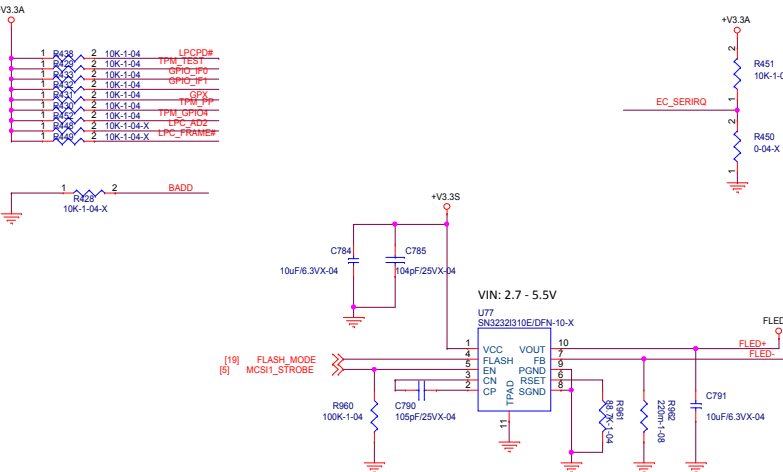 +V3.3A
1 R438 2 10K-1-04 LPCPD#
1 R429 2 10K-1-04 TPM_TEST
1 R433 2 10K-1-04 GPIO_IF0
1 R432 2 10K-1-04 GPIO_IF1
1 R431 2 10K-1-04 GPX
1 R430 2 10K-1-04 TPM_PP
1 R452 2 10K-1-04 TPM_GPIO4
1 R448 2 10K-1-04-X LPC_AD2
1 R449 2 10K-1-04-X LPC_FRAME#
1 R428 2 BADD
10K-1-04-X
+V3.3A
2
R451
10K-1-0
1
EC_SERIRQ
2
R450
0-04-X
1
+V3.3S
C784
10uF/6.3VX-04
C785
104pF/25VX-04
VIN: 2.7 - 5.5V
U77
SN3232I310E/DFN-10-X
1 VCC VOUT 10
4 FLASH FB 7
5 EN PGND 9
3 CN RSET 6
2 CP SGND 8
TPAD
11
[19] FLASH_MODE
[5] MCSI1_STROBE
R960
100K-1-04
C790
105pF/25VX-04
R961
88.7K-1-04
R962
220m-1-08
C791
10uF/6.3VX-04
FLED
FLED+
FLED-